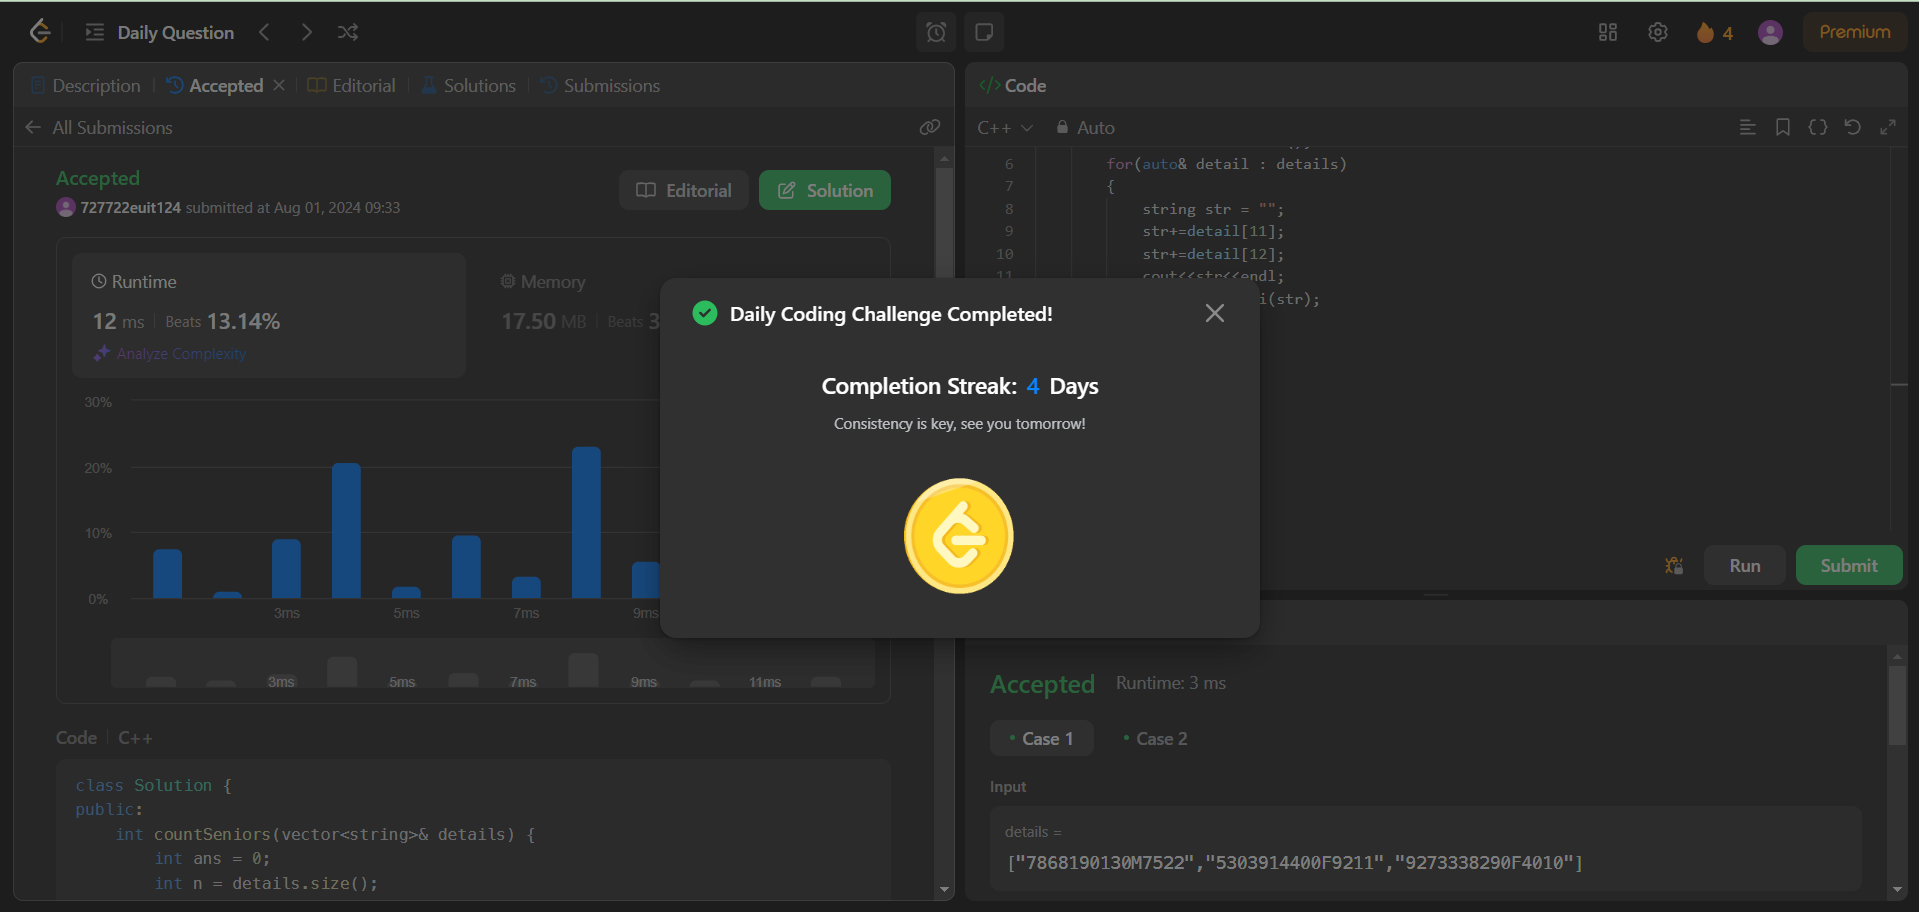 Daily Question
4
Premium
Description
Accepted
Editorial
Solutions
Submissions
All Submissions
Accepted
727722euit124 submitted at Aug 01, 2024 09:33
Editorial
Solution
Runtime
12 ms
Beats 13.14%
Analyze Complexity
Memory
17.50 MB
Beats 3
30%
20%
10%
0%
3ms
5ms
7ms
9ms
3ms
5ms
7ms
9ms
11ms
Code
C++
class Solution {
public:
int countSeniors(vector<string>& details) {
int ans = 0;
int n = details.size();
Daily Coding Challenge Completed!
Completion Streak: 4 Days
Consistency is key, see you tomorrow!
</> Code
C++
Auto
6 for(auto& detail : details)
7 {
8 string str = "";
9 str+=detail[11];
10 str+=detail[12];
11 cout<<str<<endl;
i(str);
Run
Submit
Accepted
Runtime: 3 ms
Case 1
Case 2
Input
details =
["7868190130M7522","5303914400F9211","9273338290F4010"]